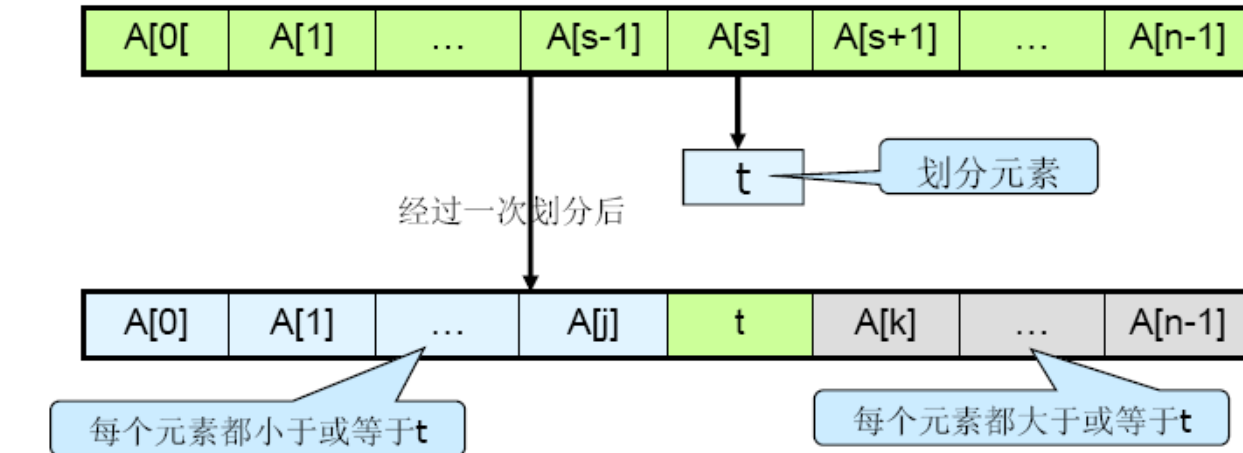 A[0[ A[1] … A[s-1] A[s] A[s+1] … A[n-1]
t 划分元素
经过一次划分后
A[0] A[1] … A[j] t A[k] … A[n-1]
每个元素都小于或等于t 每个元素都大于或等于t